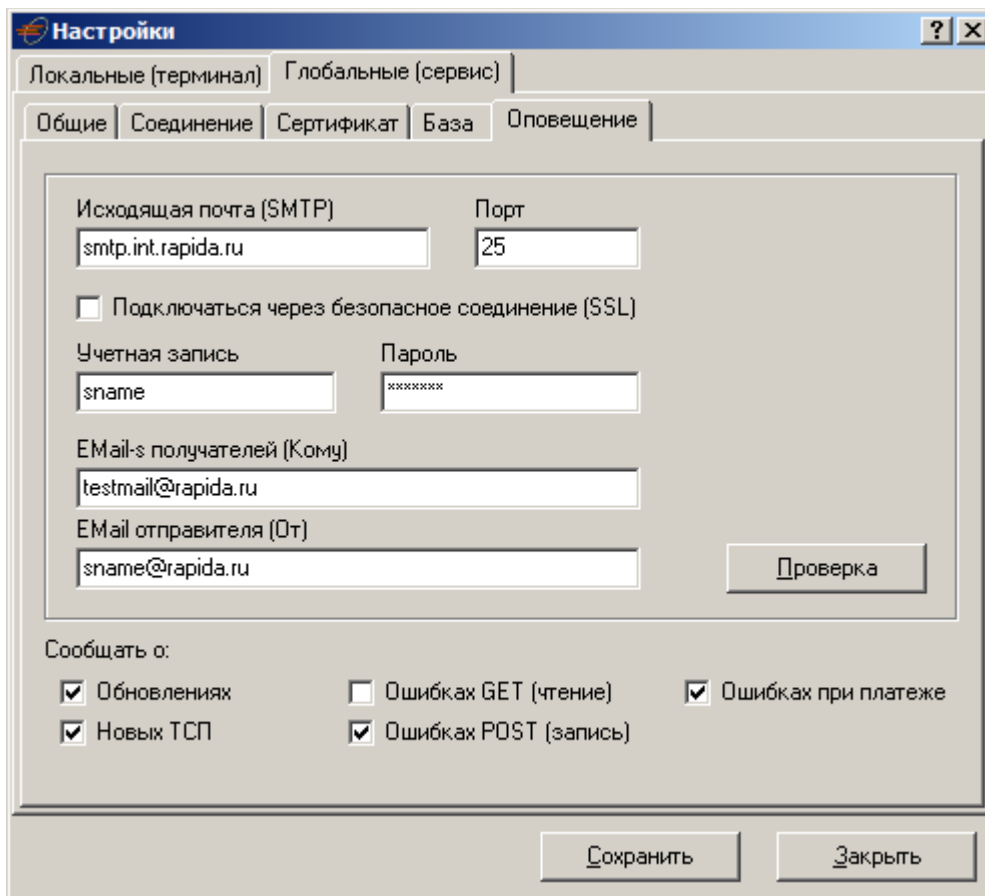 Настройки
Локальные (терминал) Глобальные (сервис)
Общие Соединение Сертификат База Оповещение
Исходящая почта (SMTP) Порт
smtp.int.rapida.ru 25
Подключаться через безопасное соединение (SSL)
Учетная запись Пароль
sname *******
EMail-s получателей (Кому)
testmail@rapida.ru
EMail отправителя (От)
sname@rapida.ru Проверка
Сообщать о:
Обновлениях Ошибках GET (чтение) Ошибках при платеже
Новых ТСП Ошибках POST (запись)
Сохранить Закрыть